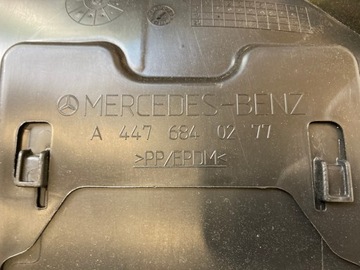 MERCEDES-BENZ
A 447 684 02 77
>PP/EPDM<